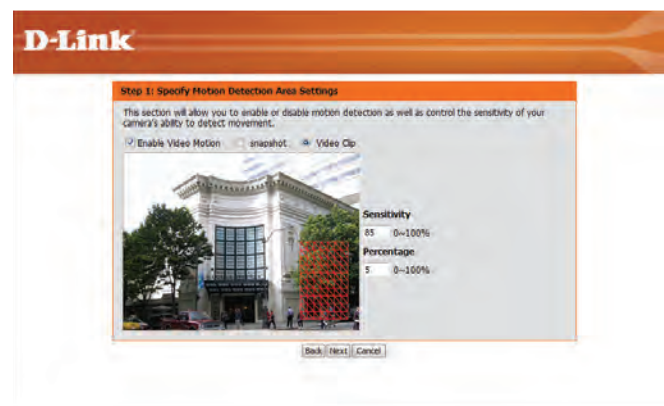 D-Link
Step 1: Specify Motion Detection Area Settings
This section will allow you to enable or disable motion detection as well as control the sensitivity of your
camera's ability to detect movement.
Enable Video Motion snapshot Video Clip
Sensitivity
85 0~100%
Percentage
5 0~100%
Back Next Cancel